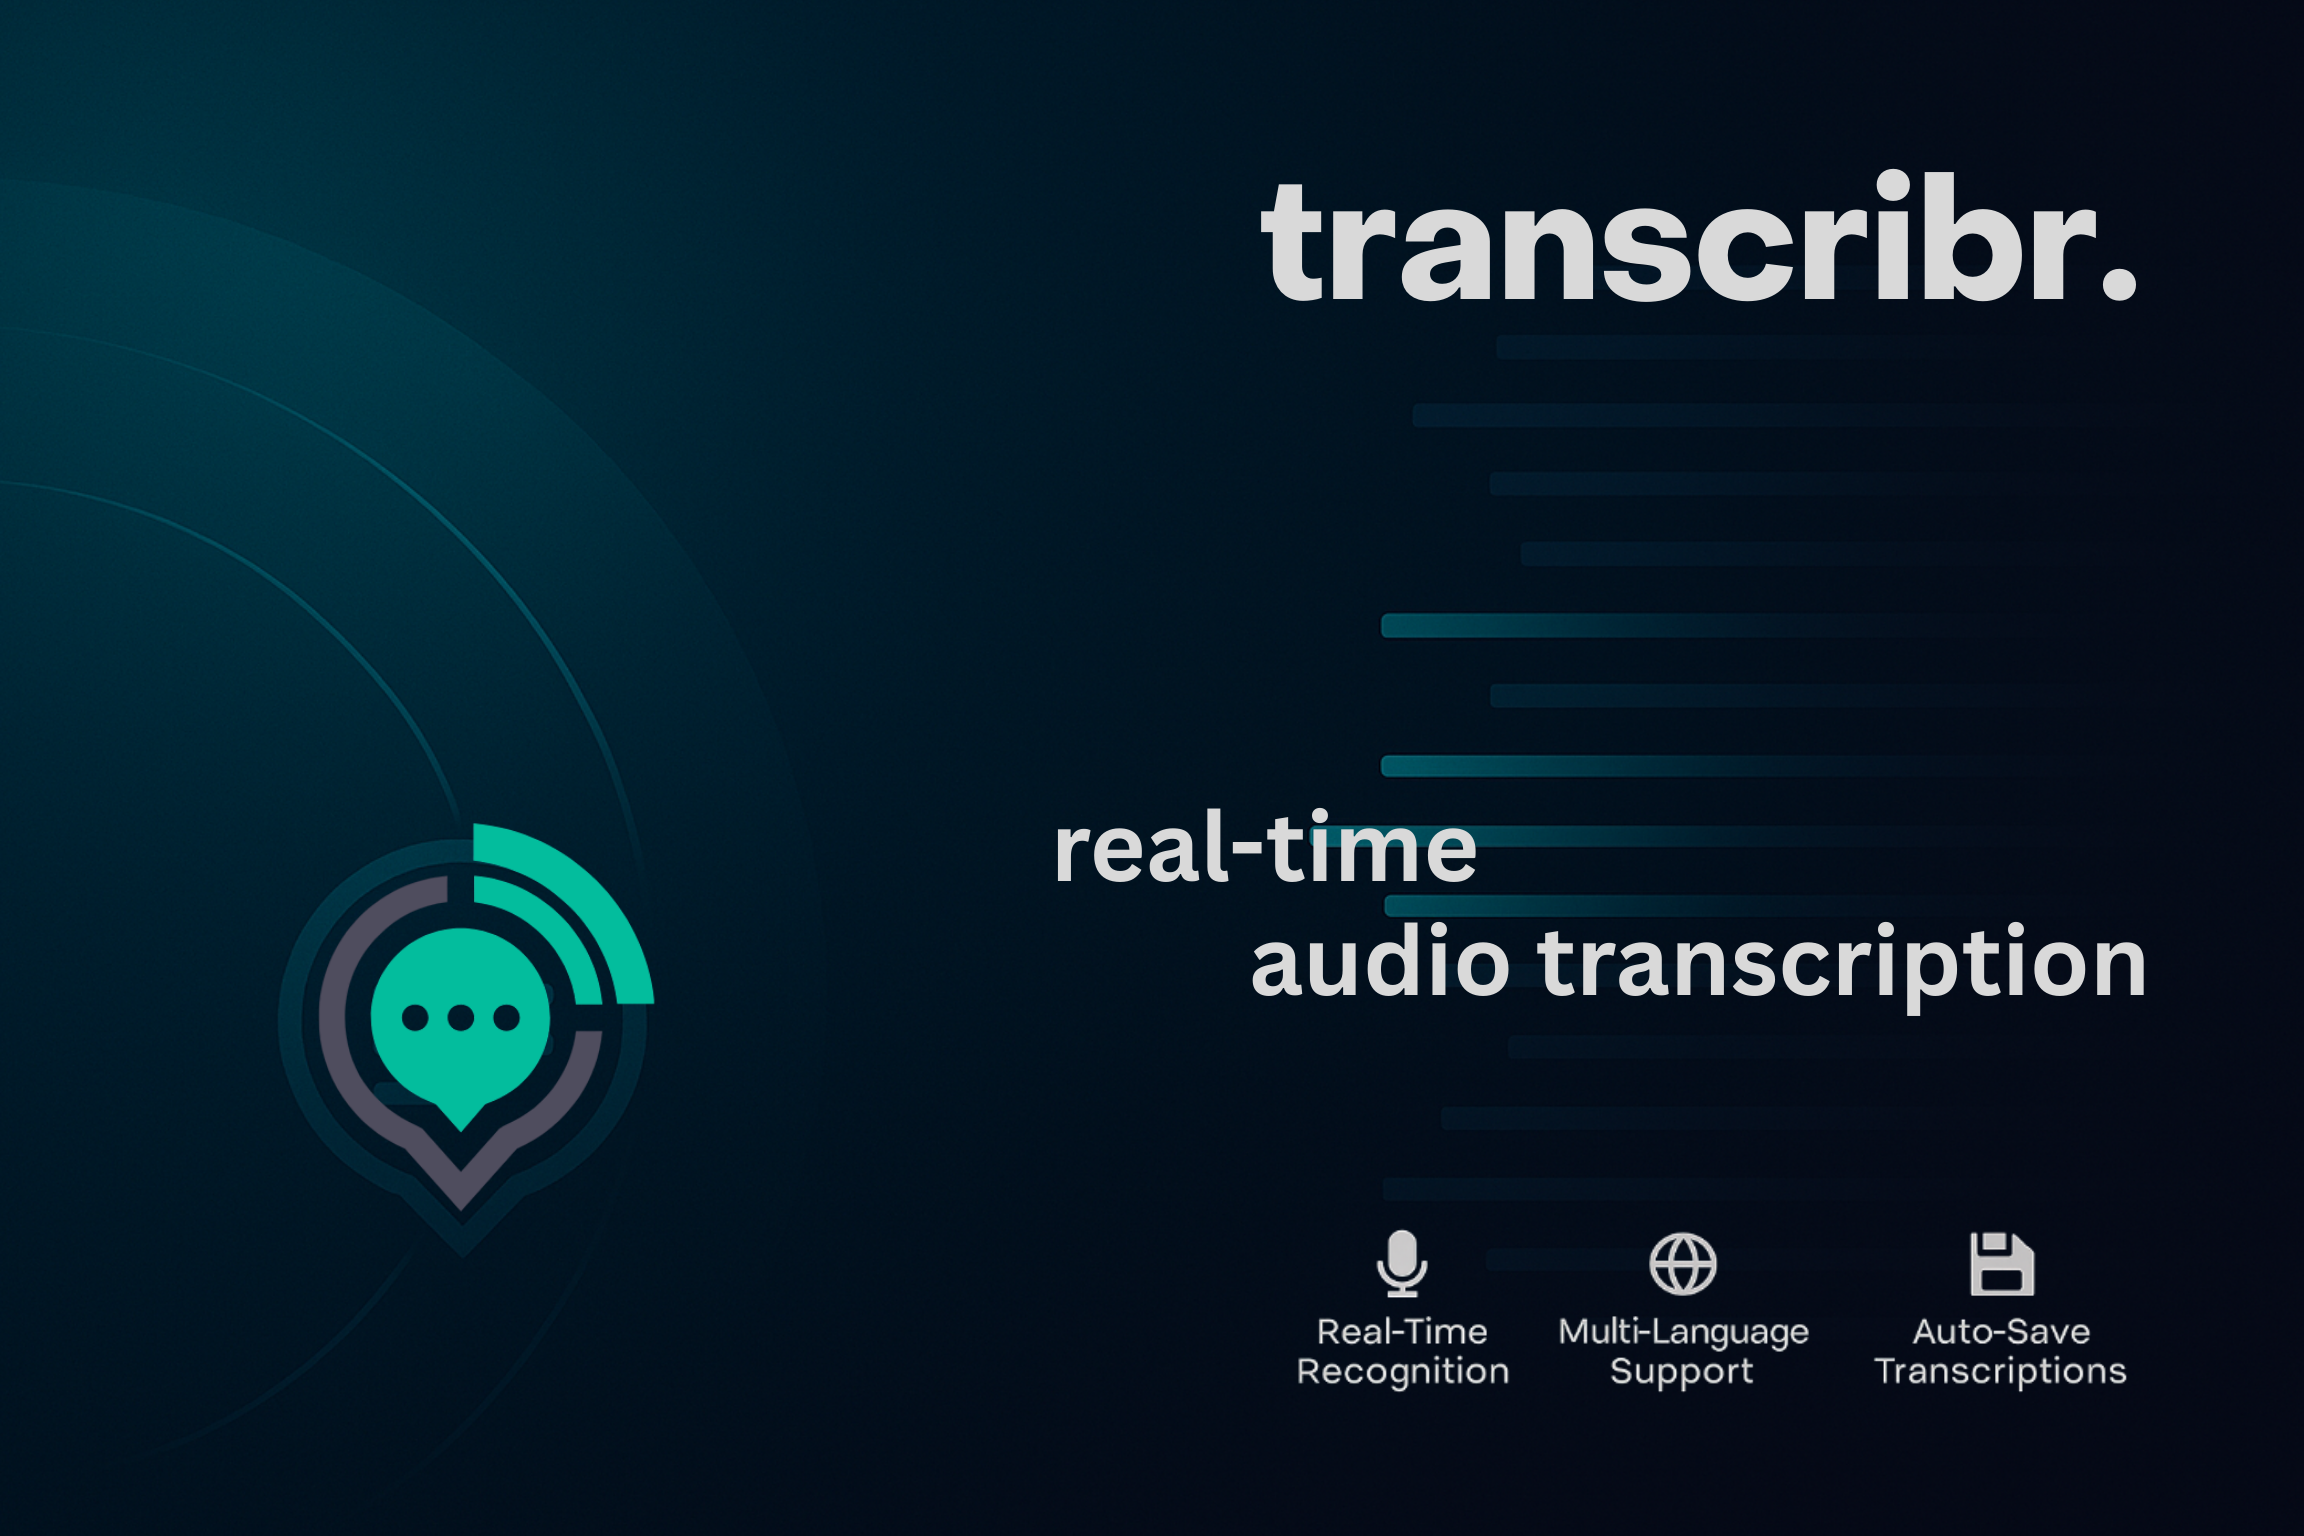 transcribr.
real-time
audio transcription
Real-Time
Recognition
Multi-Language
Support
Auto-Save
Transcriptions